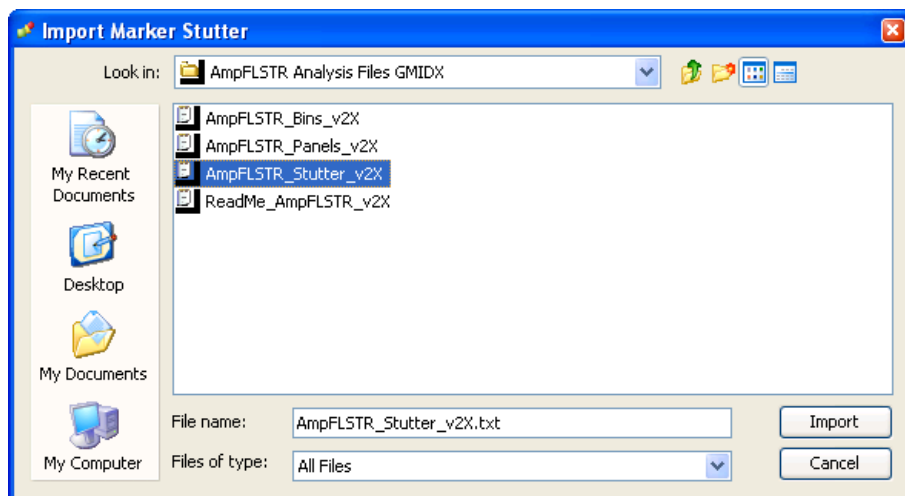 Import Marker Stutter
Look in:
AmpFLSTR Analysis Files GMIDX
AmpFLSTR_Bins_v2X
AmpFLSTR_Panels_v2X
AmpFLSTR_Stutter_v2X
ReadMe_AmpFLSTR_v2X
My Recent
Documents
Desktop
My Documents
My Computer
File name:
AmpFLSTR_Stutter_v2X.txt
Import
Files of type:
All Files
Cancel